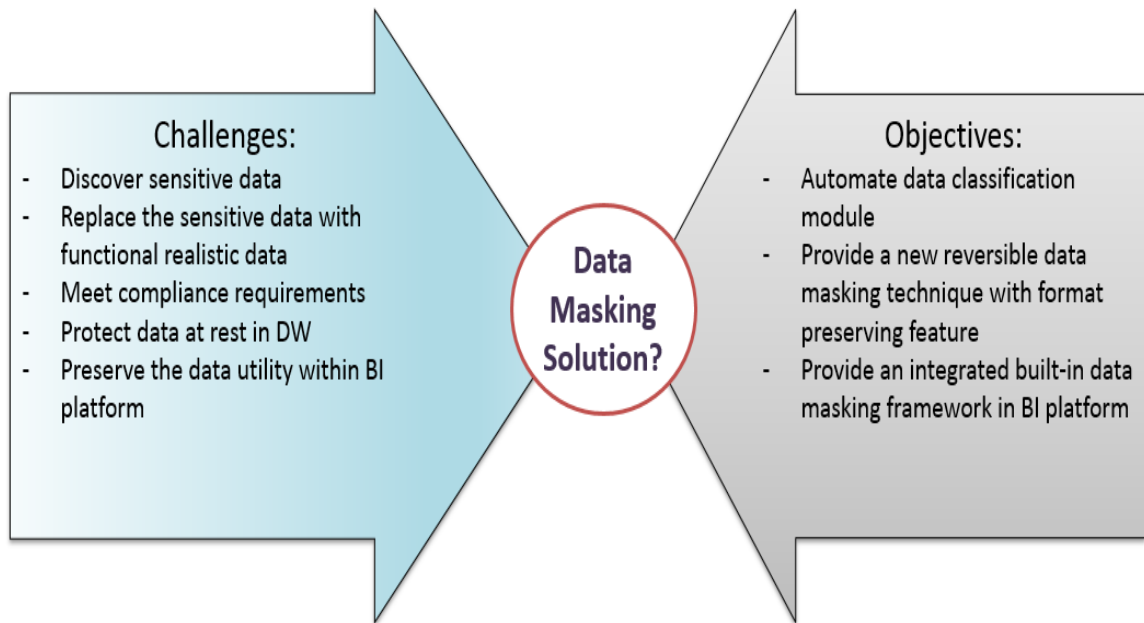 Challenges:
- Discover sensitive data
- Replace the sensitive data with
functional realistic data
- Meet compliance requirements
- Protect data at rest in DW
- Preserve the data utility within BI
platform
Data
Masking
Solution?
Objectives:
- Automate data classification
module
- Provide a new reversible data
masking technique with format
preserving feature
- Provide an integrated built-in data
masking framework in BI platform